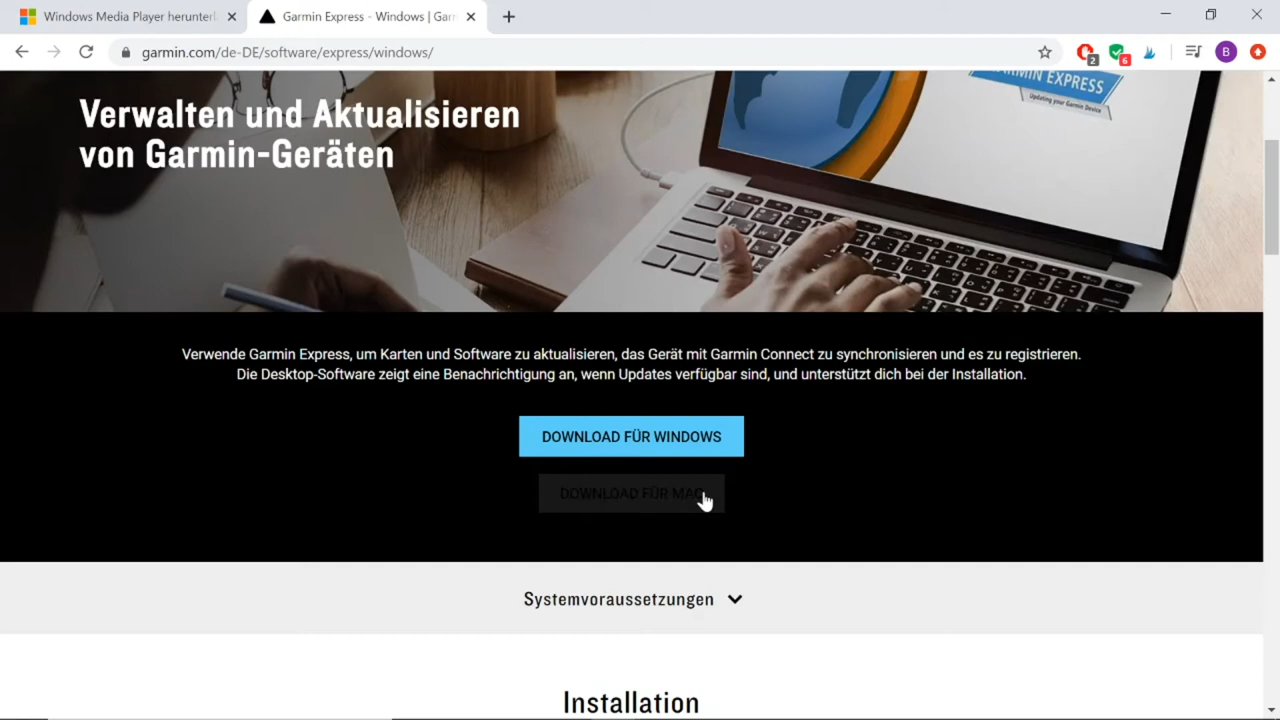 Windows Media Player herunterl
Garmin Express - Windows | Garm
garmin.com/de-DE/software/express/windows/
2
6
B
GARMIN EXPRESS
Updating your Garmin Device
Verwalten und Aktualisieren
von Garmin-Geräten
Verwende Garmin Express, um Karten und Software zu aktualisieren, das Gerät mit Garmin Connect zu synchronisieren und es zu registrieren.
Die Desktop-Software zeigt eine Benachrichtigung an, wenn Updates verfügbar sind, und unterstützt dich bei der Installation.
DOWNLOAD FÜR WINDOWS
DOWNLOAD FÜR MAC
Systemvoraussetzungen
Installation